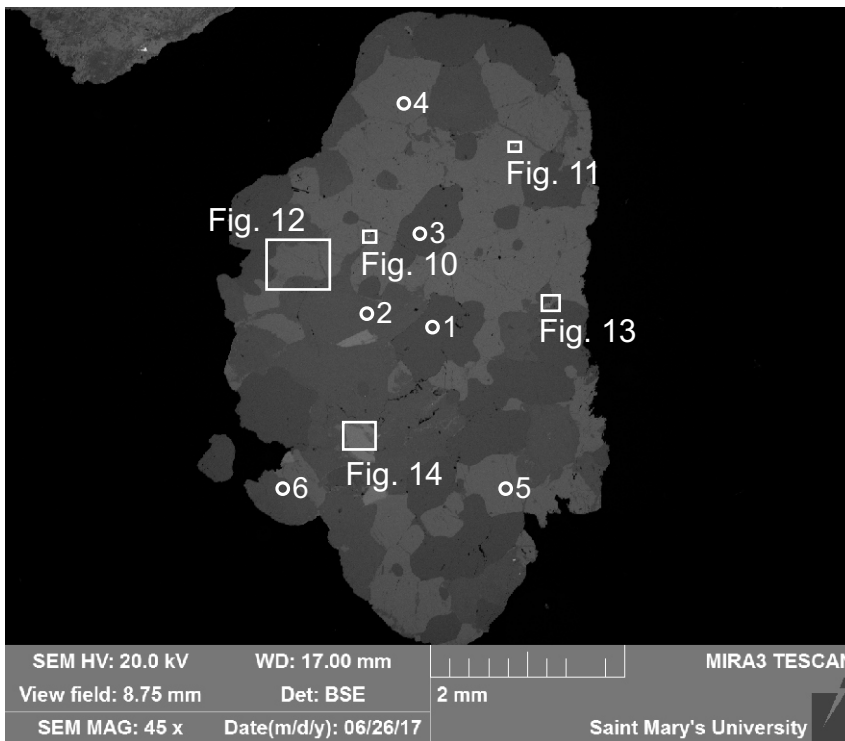 4
Fig. 11
Fig. 12
3
Fig. 10
2
1
Fig. 13
Fig. 14
6
5
SEM HV: 20.0 kV WD: 17.00 mm MIRA3 TESCAN
View field: 8.75 mm Det: BSE 2 mm
SEM MAG: 45 x Date(m/d/y): 06/26/17 Saint Mary's University